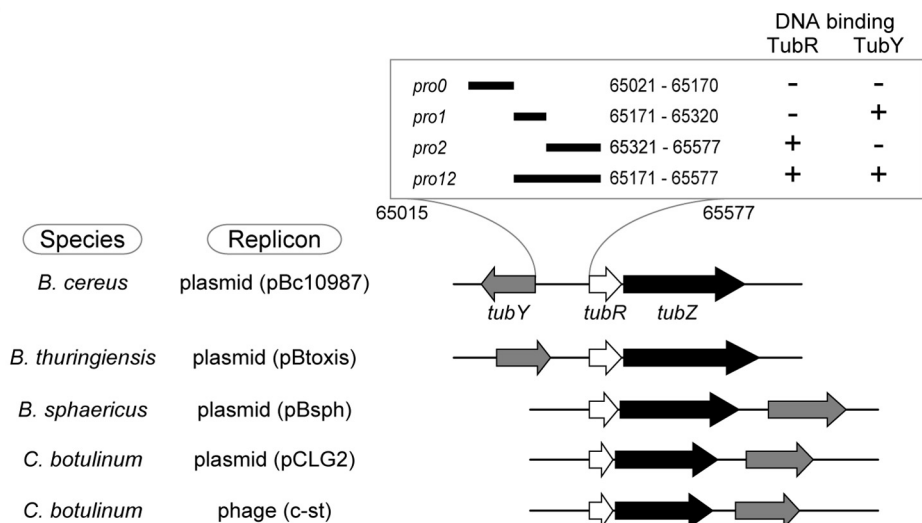 DNA binding
TubR TubY
pro0 65021 - 65170 - -
pro1 65171 - 65320 - +
pro2 65321 - 65577 + -
pro12 65171 - 65577 + +
65015 65577
Species Replicon
B. cereus plasmid (pBc10987)
tubY tubR tubZ
B. thuringiensis plasmid (pBtoxis)
B. sphaericus plasmid (pBsph)
C. botulinum plasmid (pCLG2)
C. botulinum phage (c-st)